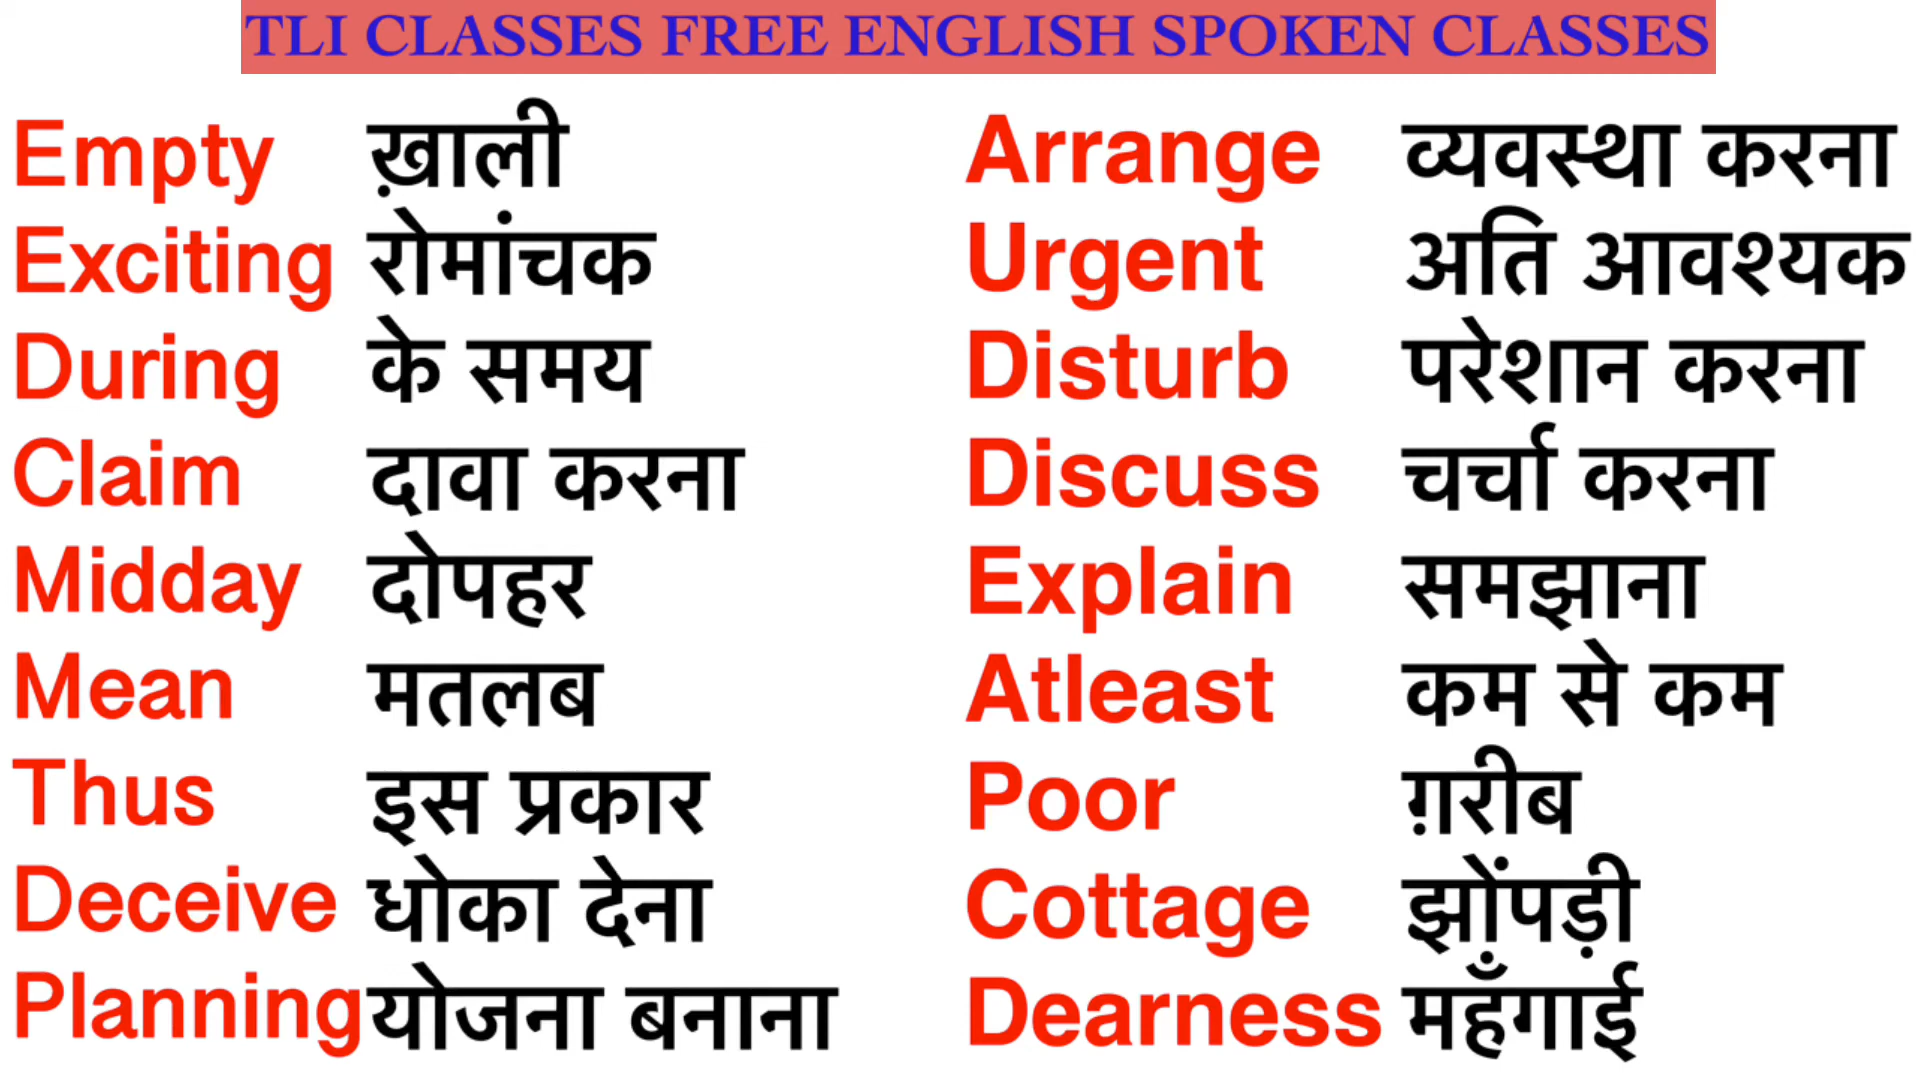 TLI CLASSES FREE ENGLISH SPOKEN CLASSES
Empty ख़ाली
Exciting रोमांचक
During के समय
Claim दावा करना
Midday दोपहर
Mean मतलब
Thus इस प्रकार
Deceive धोका देना
Planning योजना बनाना
Arrange व्यवस्था करना
Urgent अति आवश्यक
Disturb परेशान करना
Discuss चर्चा करना
Explain समझाना
Atleast कम से कम
Poor ग़रीब
Cottage झोंपड़ी
Dearness महँगाई